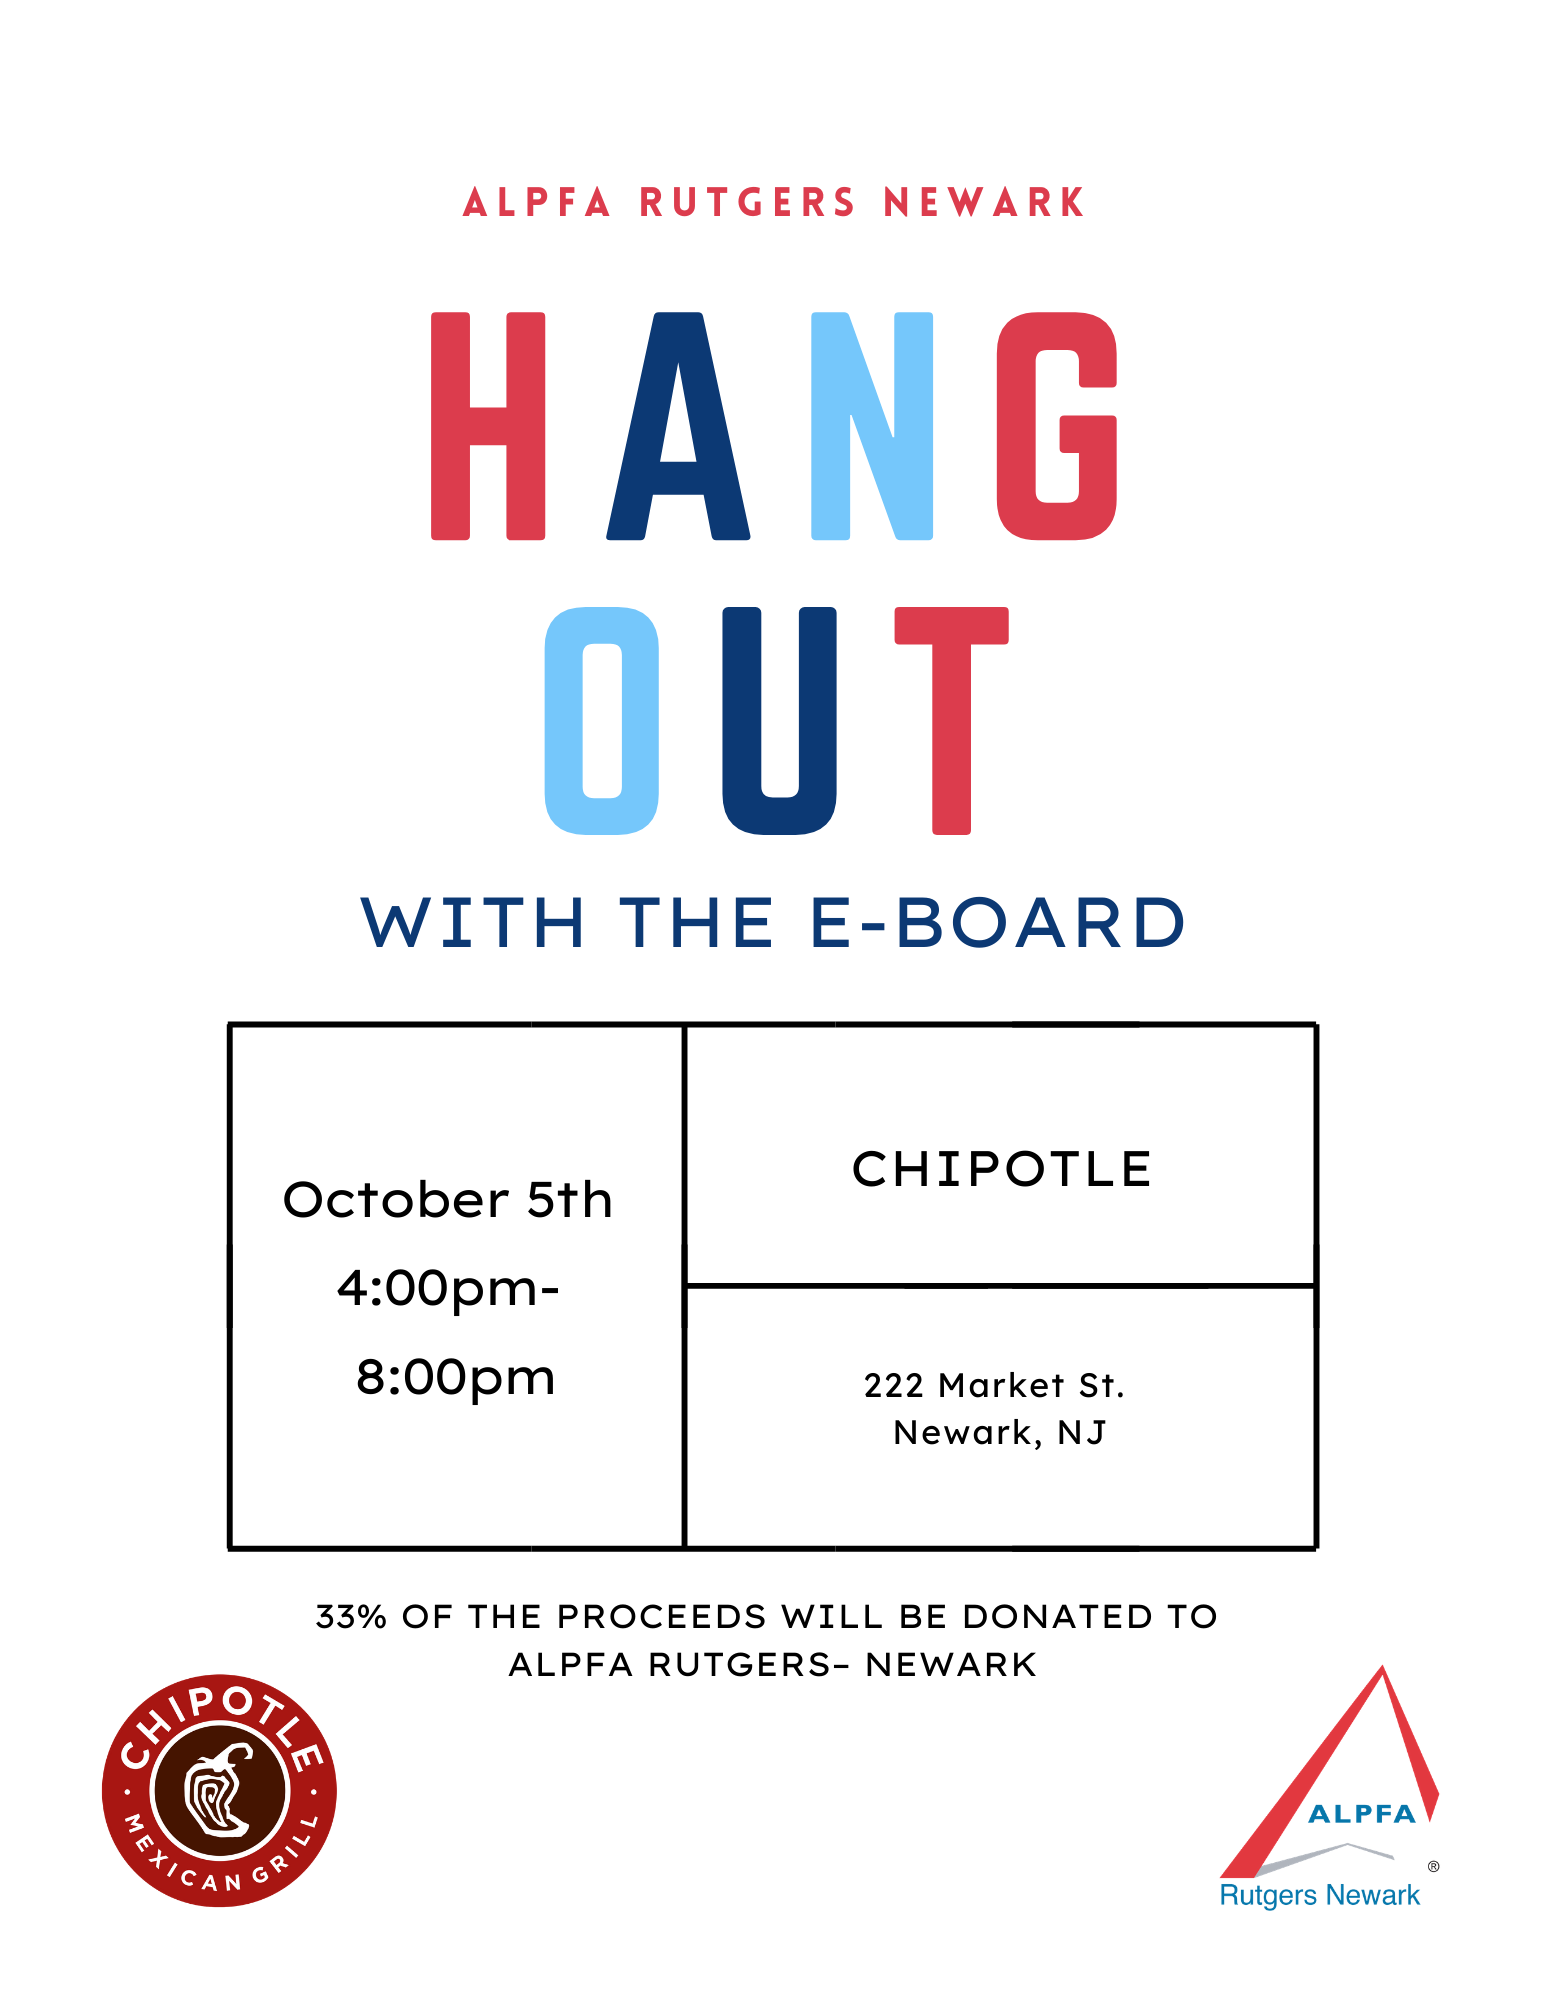 ALPFA RUTGERS NEWARK
HANG
OUT
WITH THE E-BOARD
October 5th
4:00pm-
8:00pm
CHIPOTLE
222 Market St.
Newark, NJ
33% OF THE PROCEEDS WILL BE DONATED TO
ALPFA RUTGERS– NEWARK
CHIPOTLE
MEXICAN GRILL
ALPFA
®
Rutgers Newark